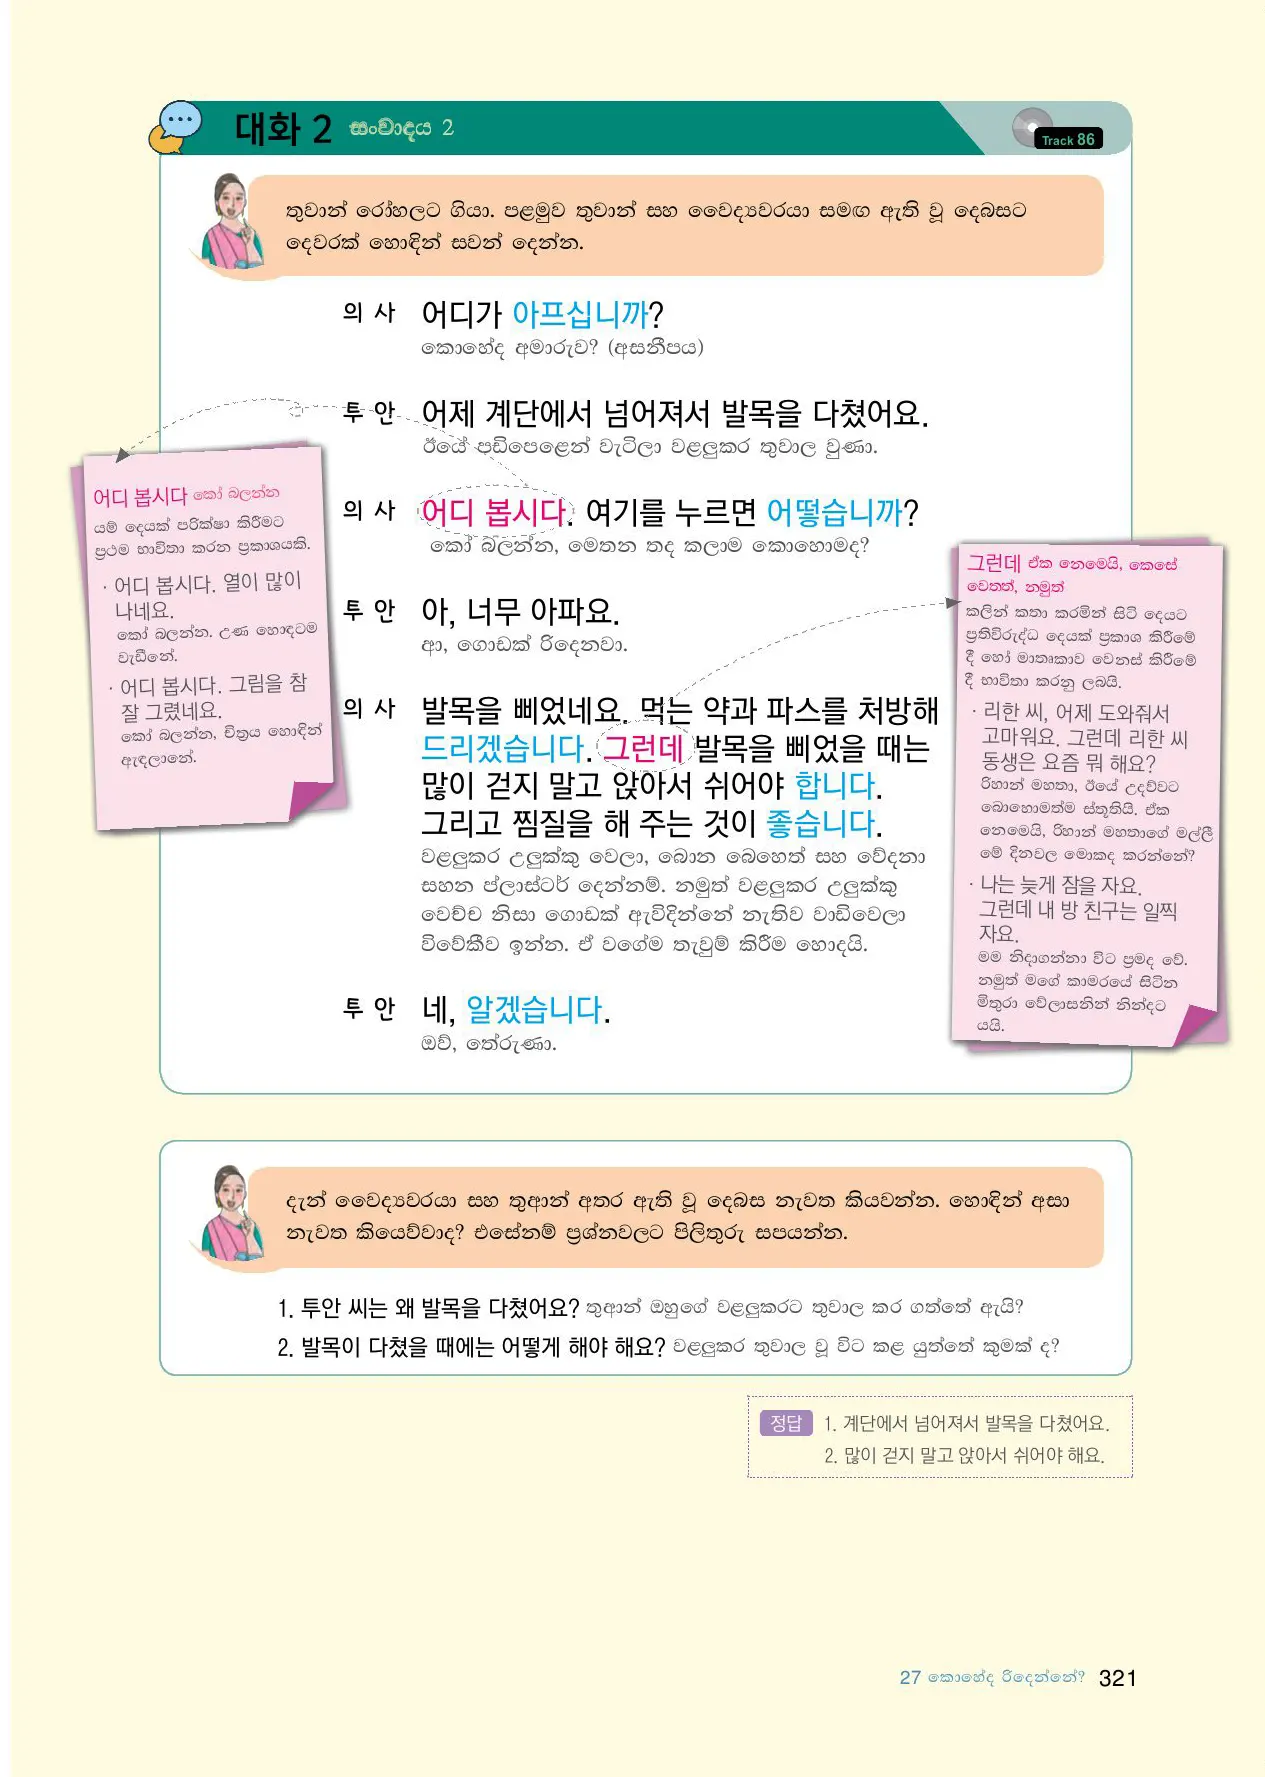 대화 2 සංවාදය 2
Track 86
තුවාන් රෝහලට ගියා. පළමුව තුවාන් සහ වෛද්‍යවරයා සමඟ ඇති වූ දෙබසට
දෙවරක් හොඳින් සවන් දෙන්න.
의 사 어디가 아프십니까?
කොහේද අමාරුව? (අසනීපය)
투 안 어제 계단에서 넘어져서 발목을 다쳤어요.
ඊයේ පඩිපෙළෙන් වැටිලා වළලුකර තුවාල වුණා.
의 사 어디 봅시다. 여기를 누르면 어떻습니까?
කෝ බලන්න, මෙතන තද කලාම කොහොමද?
투 안 아, 너무 아파요.
ආ, ගොඩක් රිදෙනවා.
의 사 발목을 삐었네요. 먹는 약과 파스를 처방해
드리겠습니다. 그런데 발목을 삐었을 때는
많이 걷지 말고 앉아서 쉬어야 합니다.
그리고 찜질을 해 주는 것이 좋습니다.
වළලුකර උලුක්කු වෙලා, බොන බෙහෙත් සහ වේදනා
සහන ප්ලාස්ටර් දෙන්නම්. නමුත් වළලුකර උලුක්කු
වෙච්ච නිසා ගොඩක් ඇවිදින්නේ නැතිව වාඩිවෙලා
විවේකීව ඉන්න. ඒ වගේම තැවුම් කිරීම හොදයි.
투 안 네, 알겠습니다.
ඔව්, තේරුණා.
어디 봅시다 කෝ බලන්න
යම් දෙයක් පරික්ෂා කිරීමට
ප්‍රථම භාවිතා කරන ප්‍රකාශයකි.
· 어디 봅시다. 열이 많이
나네요.
කෝ බලන්න. උණ හොඳටම
වැඩීනේ.
· 어디 봅시다. 그림을 참
잘 그렸네요.
කෝ බලන්න, චිත්‍රය හොඳින්
ඇඳලානේ.
그런데 ඒක නෙමෙයි, කෙසේ
වෙතත්, නමුත්
කලින් කතා කරමින් සිටි දෙයට
ප්‍රතිවිරුද්ධ දෙයක් ප්‍රකාශ කිරීමේ
දී හෝ මාතෘකාව වෙනස් කිරීමේ
දී භාවිතා කරනු ලබයි.
· 리한 씨, 어제 도와줘서
고마워요. 그런데 리한 씨
동생은 요즘 뭐 해요?
රිහාන් මහතා, ඊයේ උදව්වට
බොහොමත්ම ස්තූතියි. ඒක
නෙමෙයි, රිහාන් මහතාගේ මල්ලී
මේ දිනවල මොකද කරන්නේ?
· 나는 늦게 잠을 자요.
그런데 내 방 친구는 일찍
자요.
මම නිදාගන්නා විට ප්‍රමද වේ.
නමුත් මගේ කාමරයේ සිටින
මිතුරා වේලාසනින් නින්දට
යයි.
දැන් වෛද්‍යවරයා සහ තුආන් අතර ඇති වූ දෙබස නැවත කියවන්න. හොඳින් අසා
නැවත කියෙව්වාද? එසේනම් ප්‍රශ්නවලට පිලිතුරු සපයන්න.
1. 투안 씨는 왜 발목을 다쳤어요? තුආන් ඔහුගේ වළලුකරට තුවාල කර ගත්තේ ඇයි?
2. 발목이 다쳤을 때에는 어떻게 해야 해요? වළලුකර තුවාල වූ විට කළ යුත්තේ කුමක් ද?
정답 1. 계단에서 넘어져서 발목을 다쳤어요.
2. 많이 걷지 말고 앉아서 쉬어야 해요.
27 කොහේද රිදෙන්නේ? 321